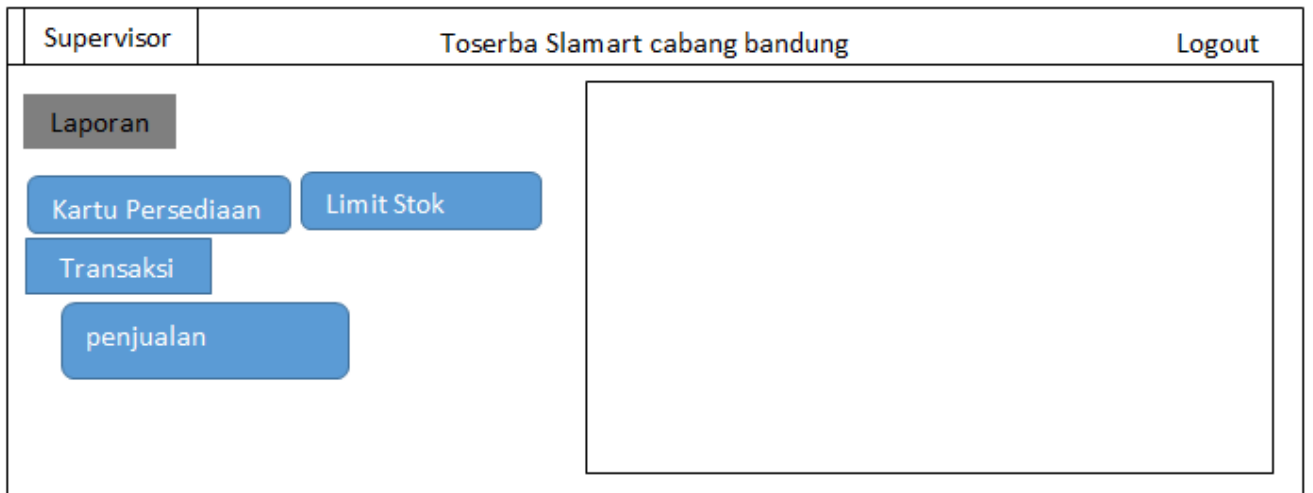 Supervisor
Toserba Slamart cabang bandung
Logout
Laporan
Kartu Persediaan
Limit Stok
Transaksi
penjualan